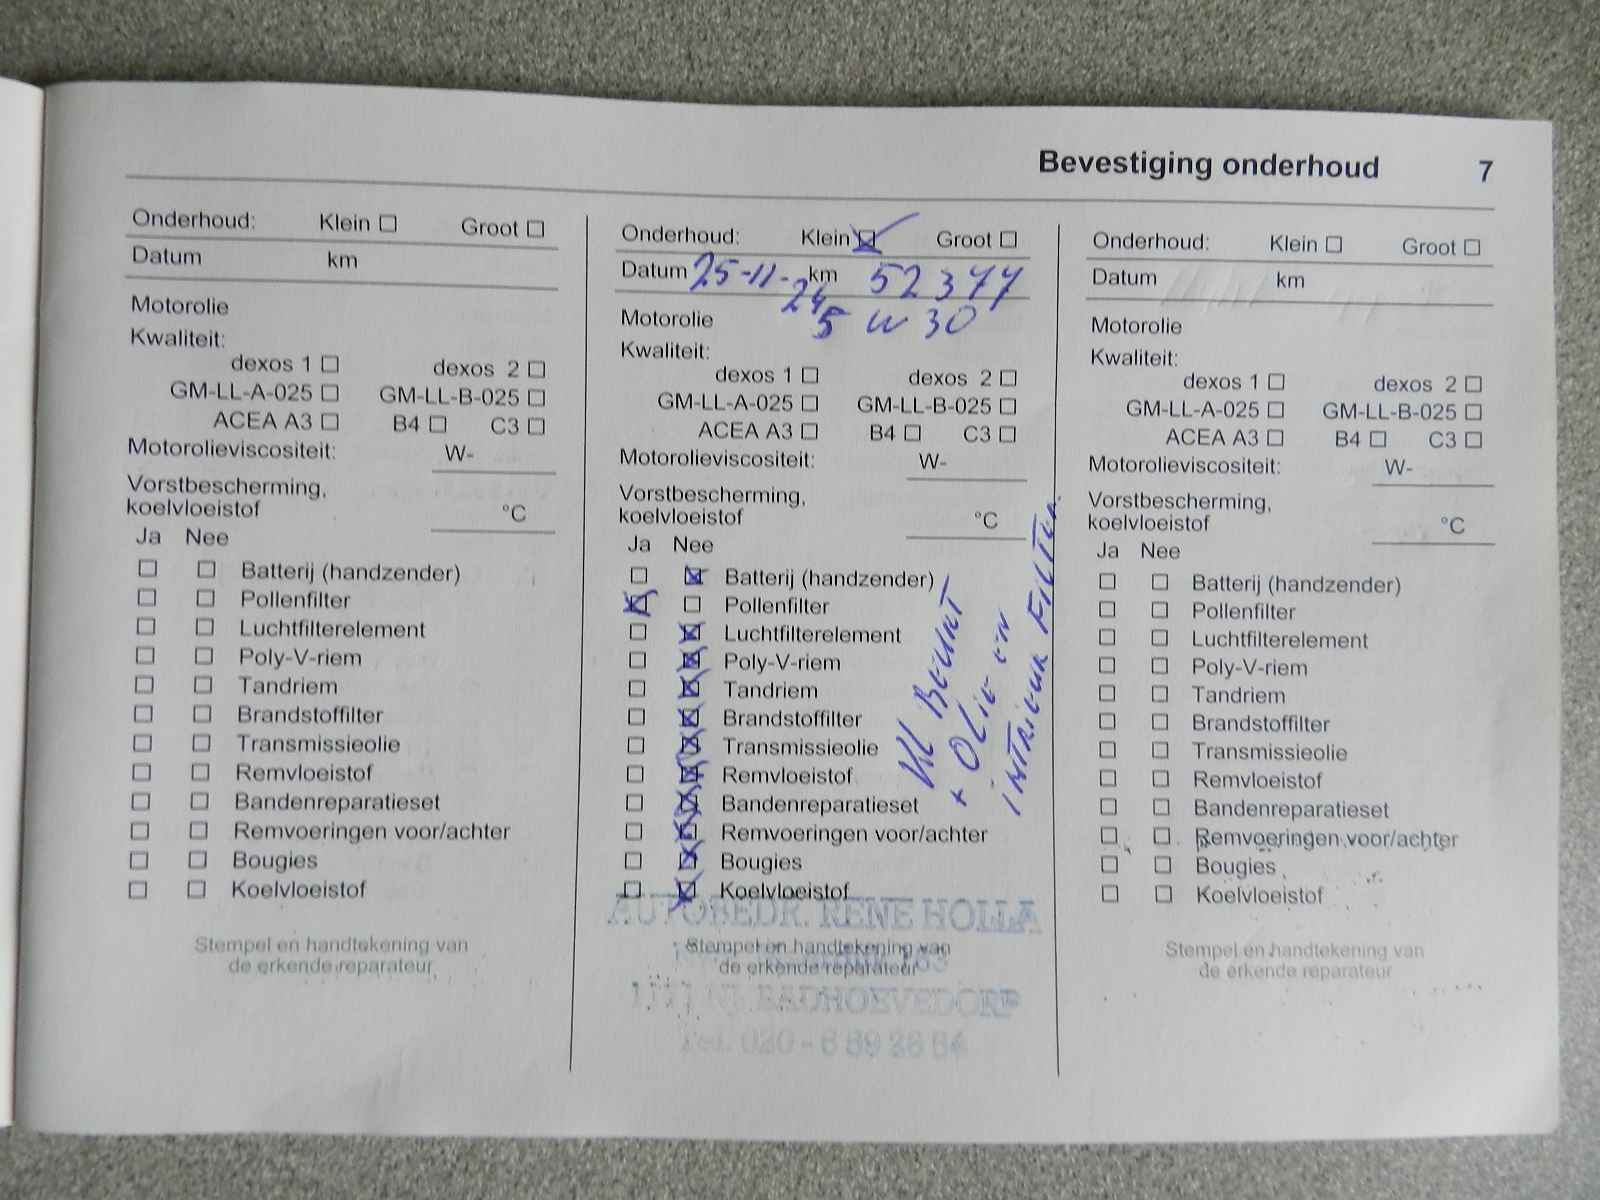 Bevestiging onderhoud 7
Onderhoud: Klein ☐ Groot ☐
Datum km
Motorolie
Kwaliteit:
dexos 1 ☐ dexos 2 ☐
GM-LL-A-025 ☐ GM-LL-B-025 ☐
ACEA A3 ☐ B4 ☐ C3 ☐
Motorolieviscositeit: W-
Vorstbescherming,
koelvloeistof °C
Ja Nee
☐ ☐ Batterij (handzender)
☐ ☐ Pollenfilter
☐ ☐ Luchtfilterelement
☐ ☐ Poly-V-riem
☐ ☐ Tandriem
☐ ☐ Brandstoffilter
☐ ☐ Transmissieolie
☐ ☐ Remvloeistof
☐ ☐ Bandenreparatieset
☐ ☐ Remvoeringen voor/achter
☐ ☐ Bougies
☐ ☐ Koelvloeistof
Stempel en handtekening van
de erkende reparateur
Onderhoud: Klein ☒ Groot ☐
Datum 25-11-24 km 52377
Motorolie 5 W 30
Kwaliteit:
dexos 1 ☐ dexos 2 ☐
GM-LL-A-025 ☐ GM-LL-B-025 ☐
ACEA A3 ☐ B4 ☐ C3 ☐
Motorolieviscositeit: W-
Vorstbescherming,
koelvloeistof °C
Ja Nee
☐ ☒ Batterij (handzender)
☒ ☐ Pollenfilter
☐ ☒ Luchtfilterelement
☐ ☒ Poly-V-riem
☐ ☒ Tandriem
☐ ☒ Brandstoffilter
☐ ☒ Transmissieolie
☐ ☒ Remvloeistof
☐ ☒ Bandenreparatieset
☐ ☒ Remvoeringen voor/achter
☐ ☒ Bougies
☐ ☒ Koelvloeistof
Kl Beurt
+ Olie en
intrieur Filter
AUTOBEDR. RENE HOLLA
Stempel en handtekening van
de erkende reparateur
BADHOEVEDORP
Tel. 020 - 6 59 36 64
Onderhoud: Klein ☐ Groot ☐
Datum km
Motorolie
Kwaliteit:
dexos 1 ☐ dexos 2 ☐
GM-LL-A-025 ☐ GM-LL-B-025 ☐
ACEA A3 ☐ B4 ☐ C3 ☐
Motorolieviscositeit: W-
Vorstbescherming,
koelvloeistof °C
Ja Nee
☐ ☐ Batterij (handzender)
☐ ☐ Pollenfilter
☐ ☐ Luchtfilterelement
☐ ☐ Poly-V-riem
☐ ☐ Tandriem
☐ ☐ Brandstoffilter
☐ ☐ Transmissieolie
☐ ☐ Remvloeistof
☐ ☐ Bandenreparatieset
☐ ☐ Remvoeringen voor/achter
☐ ☐ Bougies
☐ ☐ Koelvloeistof
Stempel en handtekening van
de erkende reparateur